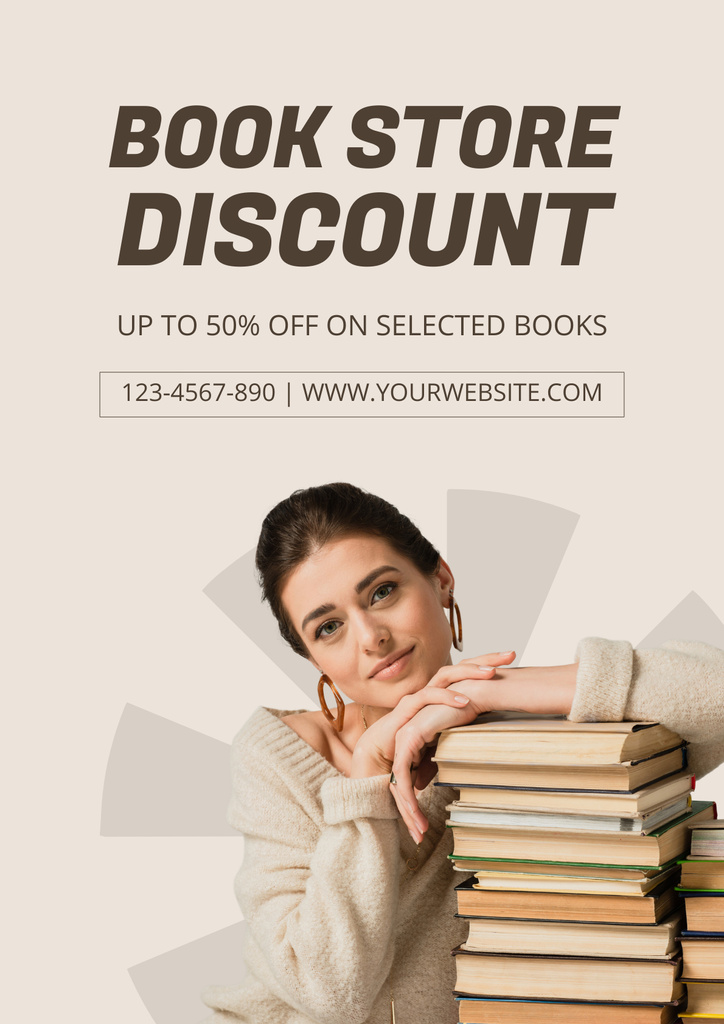 BOOK STORE
DISCOUNT
UP TO 50% OFF ON SELECTED BOOKS
123-4567-890 | WWW.YOURWEBSITE.COM